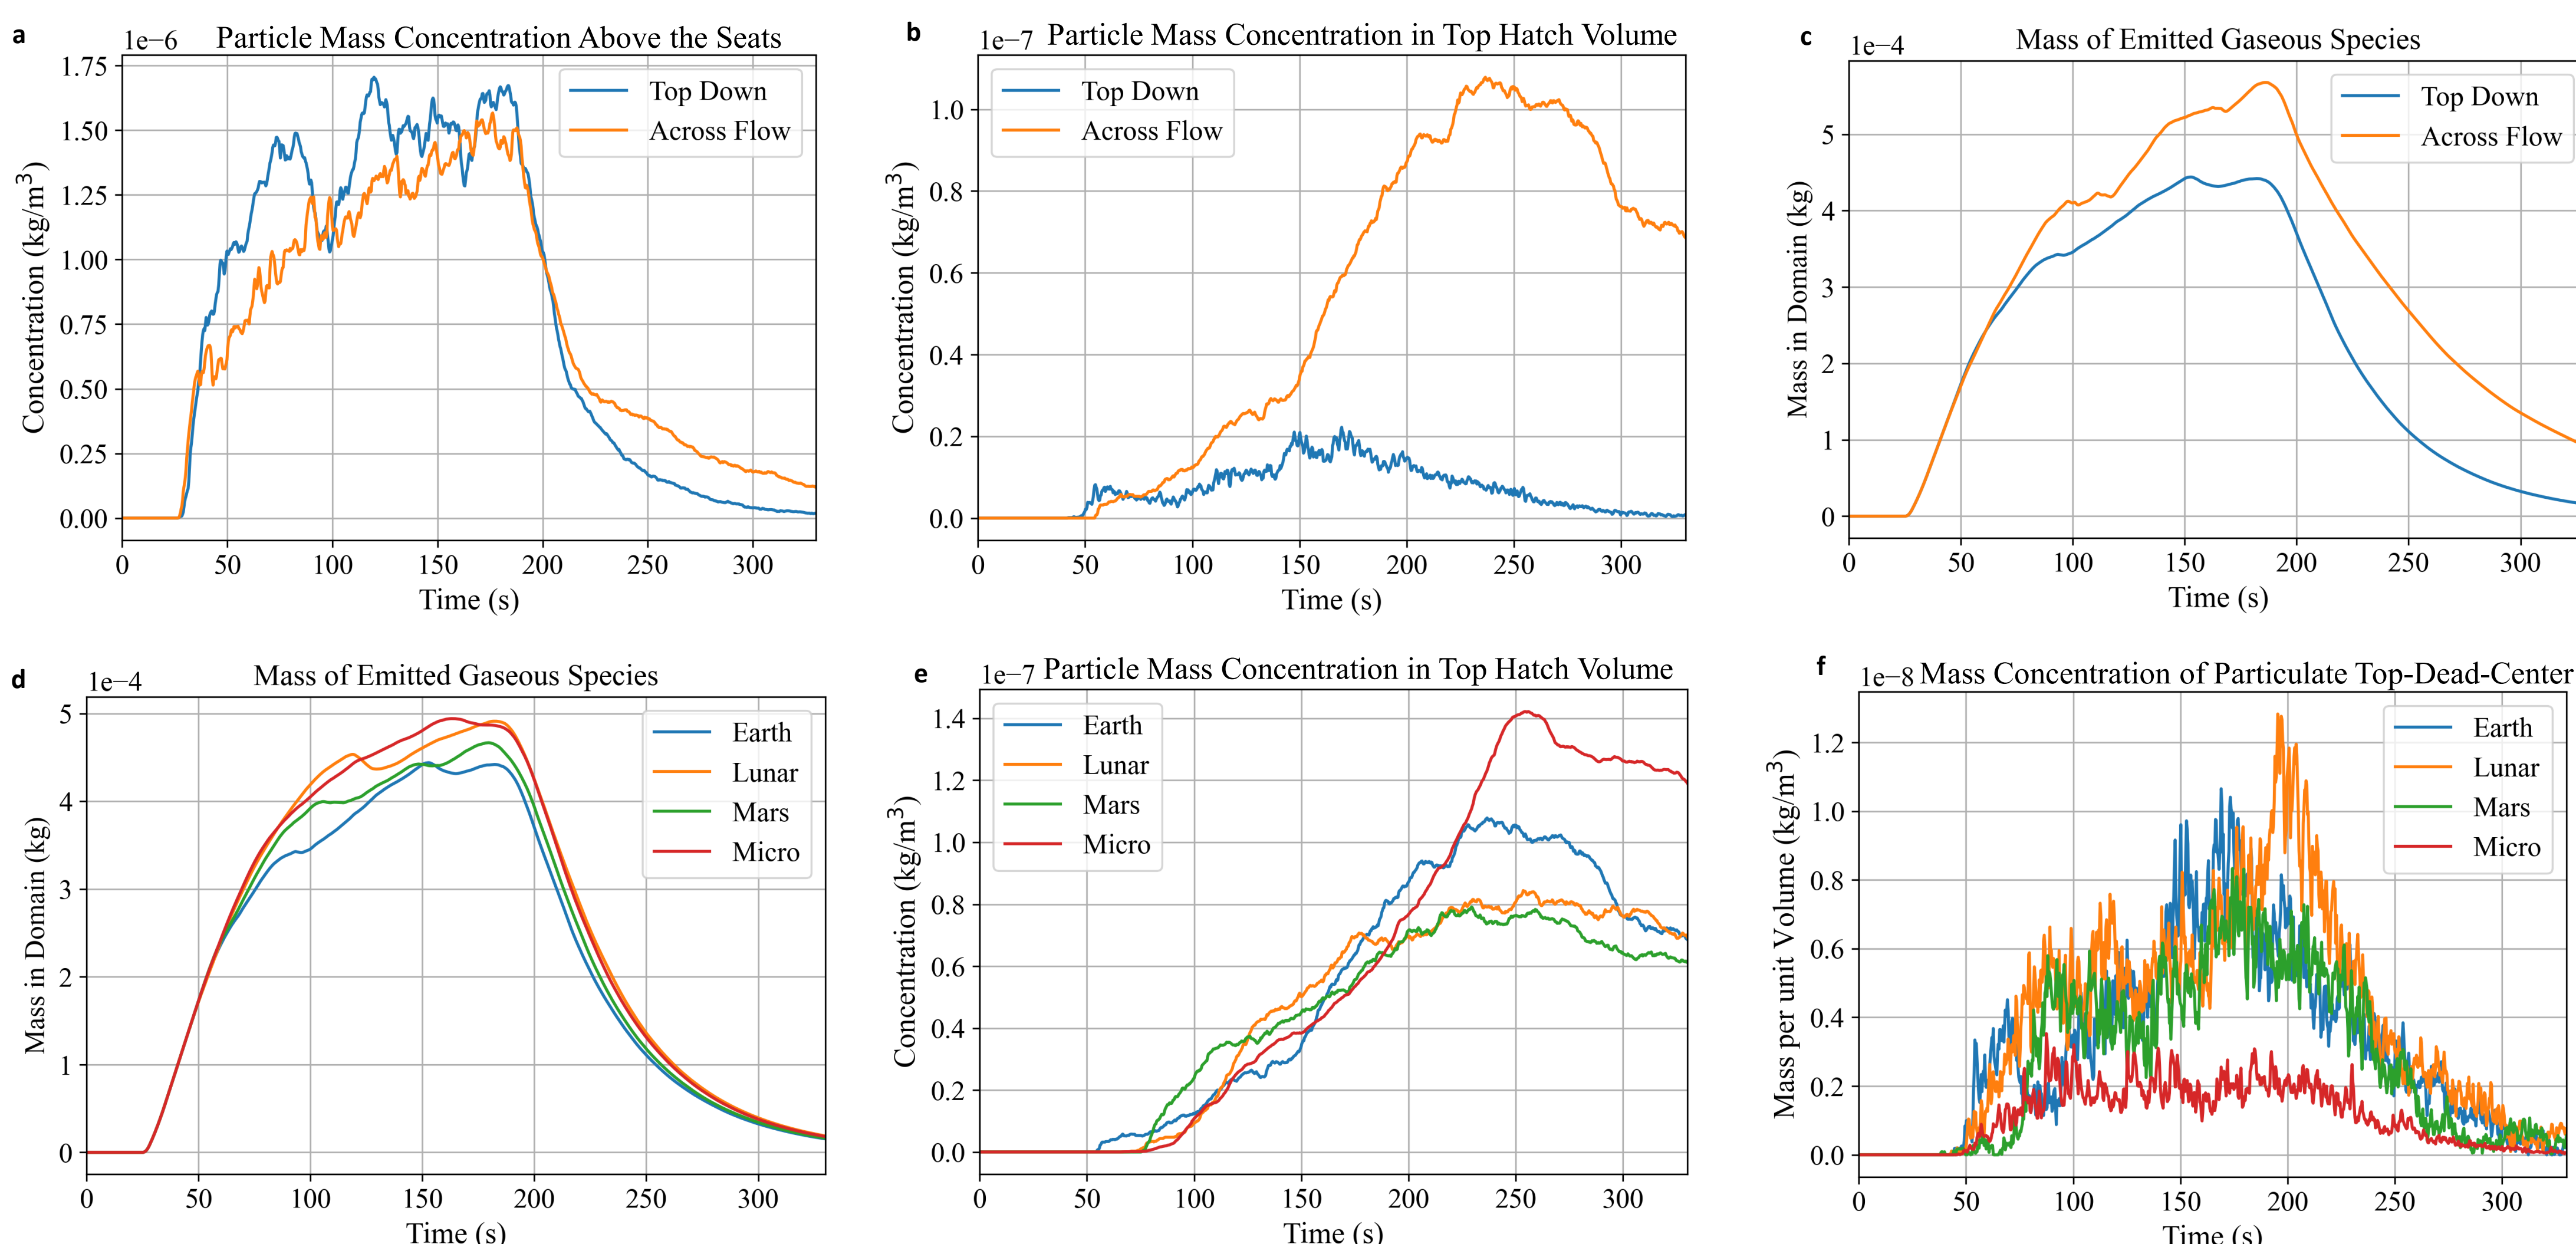 a
1e−6
Particle Mass Concentration Above the Seats
1.75
1.50
1.25
1.00
0.75
0.50
0.25
0.00
Concentration (kg/m³)
Top Down
Across Flow
0 50 100 150 200 250 300
Time (s)
b
1e−7
Particle Mass Concentration in Top Hatch Volume
1.0
0.8
0.6
0.4
0.2
0.0
Concentration (kg/m³)
Top Down
Across Flow
0 50 100 150 200 250 300
Time (s)
c
1e−4
Mass of Emitted Gaseous Species
5
4
3
2
1
0
Mass in Domain (kg)
Top Down
Across Flow
0 50 100 150 200 250 300
Time (s)
d
1e−4
Mass of Emitted Gaseous Species
5
4
3
2
1
0
Mass in Domain (kg)
Earth
Lunar
Mars
Micro
0 50 100 150 200 250 300
Time (s)
e
1e−7
Particle Mass Concentration in Top Hatch Volume
1.4
1.2
1.0
0.8
0.6
0.4
0.2
0.0
Concentration (kg/m³)
Earth
Lunar
Mars
Micro
0 50 100 150 200 250 300
Time (s)
f
1e−8
Mass Concentration of Particulate Top-Dead-Center
1.2
1.0
0.8
0.6
0.4
0.2
0.0
Mass per unit Volume (kg/m³)
Earth
Lunar
Mars
Micro
0 50 100 150 200 250 300
Time (s)